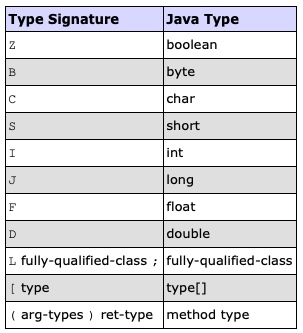 Type Signature Java Type
Z boolean
B byte
C char
S short
I int
J long
F float
D double
L fully-qualified-class ; fully-qualified-class
[ type type[]
( arg-types ) ret-type method type